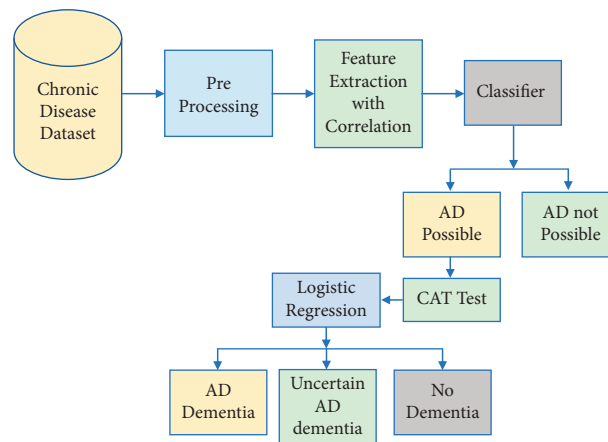 Chronic
Disease
Dataset
Pre
Processing
Feature
Extraction
with
Correlation
Classifier
AD
Possible
AD not
Possible
CAT Test
Logistic
Regression
AD
Dementia
Uncertain
AD
dementia
No
Dementia